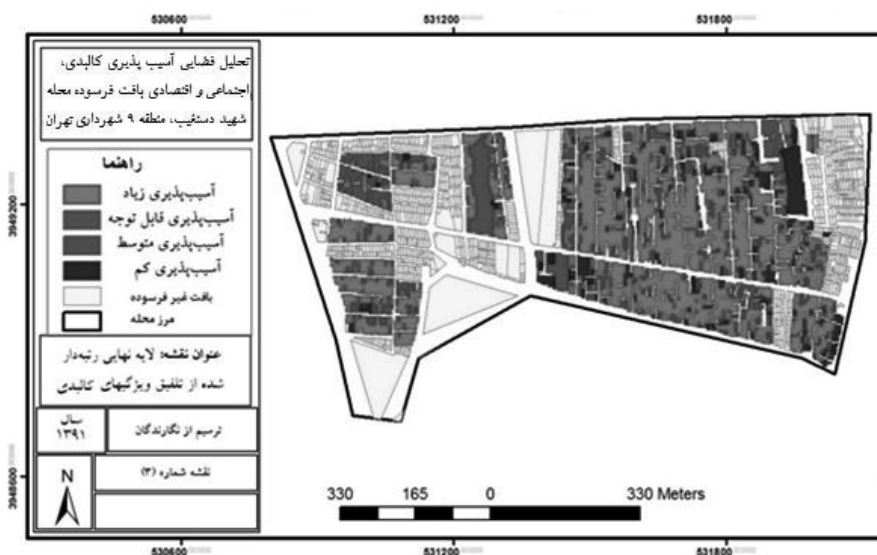 530600 531200 531800
تحلیل فضایی آسیب پذیری کالبدی،
اجتماعی و اقتصادی بافت فرسوده محله
شهید دستغیب، منطقه ۹ شهرداری تهران
راهنما
آسیب‌پذیری زیاد
آسیب‌پذیری قابل توجه
آسیب‌پذیری متوسط
آسیب‌پذیری کم
بافت غیر فرسوده
مرز محله
عنوان نقشه: لایه نهایی رتبه‌دار
شده از تلفیق ویژگیهای کالبدی
ترسیم از نگارندگان
سال
۱۳۹۱
نقشه شماره (۳)
N
3949200
3948600
330 165 0 330 Meters
530600 531200 531800